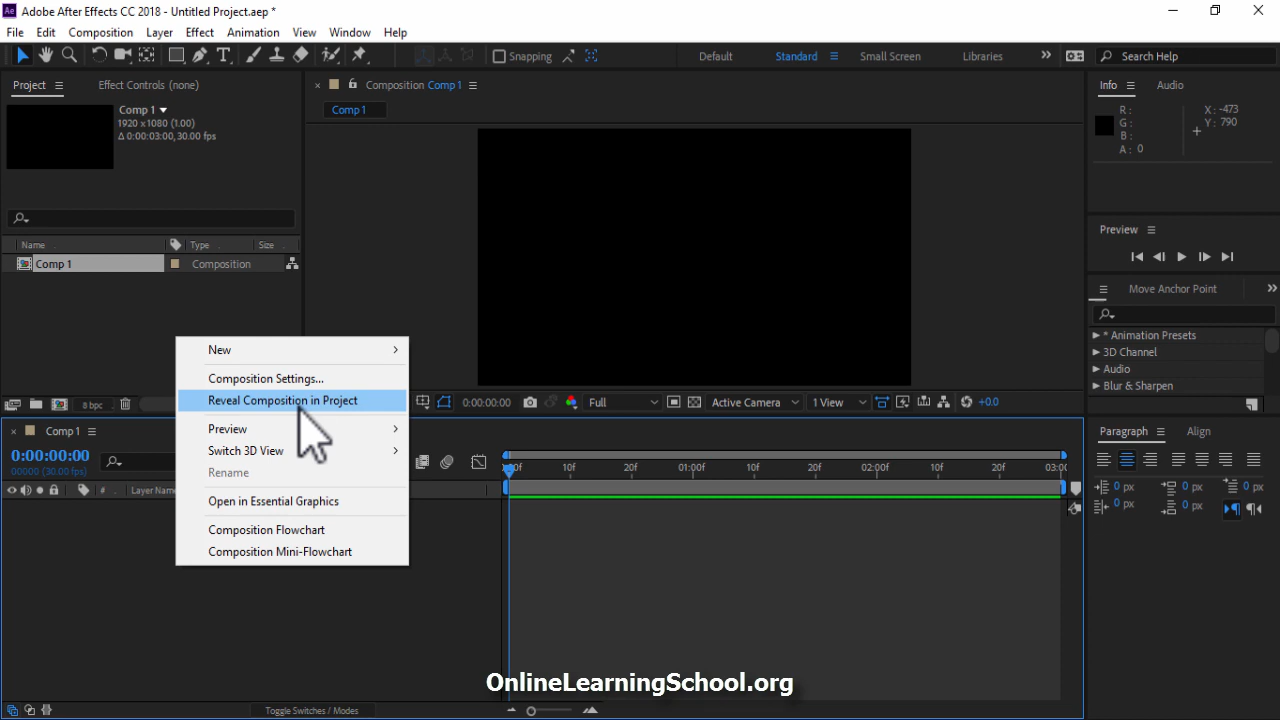 Ae Adobe After Effects CC 2018 - Untitled Project.aep *
File Edit Composition Layer Effect Animation View Window Help
Snapping Default Standard Small Screen Libraries Search Help
Project Effect Controls (none)
Comp 1
1920 x 1080 (1.00)
Δ 0:00:03:00, 30.00 fps
Composition Comp 1
Comp 1
Info Audio
R :
G :
B :
A : 0
X : -473
Y : 790
Preview
Name Type Size
Comp 1 Composition
Move Anchor Point
* Animation Presets
3D Channel
Audio
Blur & Sharpen
8 bpc
New
Composition Settings...
Reveal Composition in Project
Preview
Switch 3D View
Rename
Open in Essential Graphics
Composition Flowchart
Composition Mini-Flowchart
0:00:00:00 Full Active Camera 1 View +0.0
Comp 1
0:00:00:00
00000 (30.00 fps)
# Layer Name
10f 20f 01:00f 10f 20f 02:00f 10f 20f
Paragraph Align
0 px 0 px 0 px
0 px 0 px
Toggle Switches / Modes
OnlineLearningSchool.org